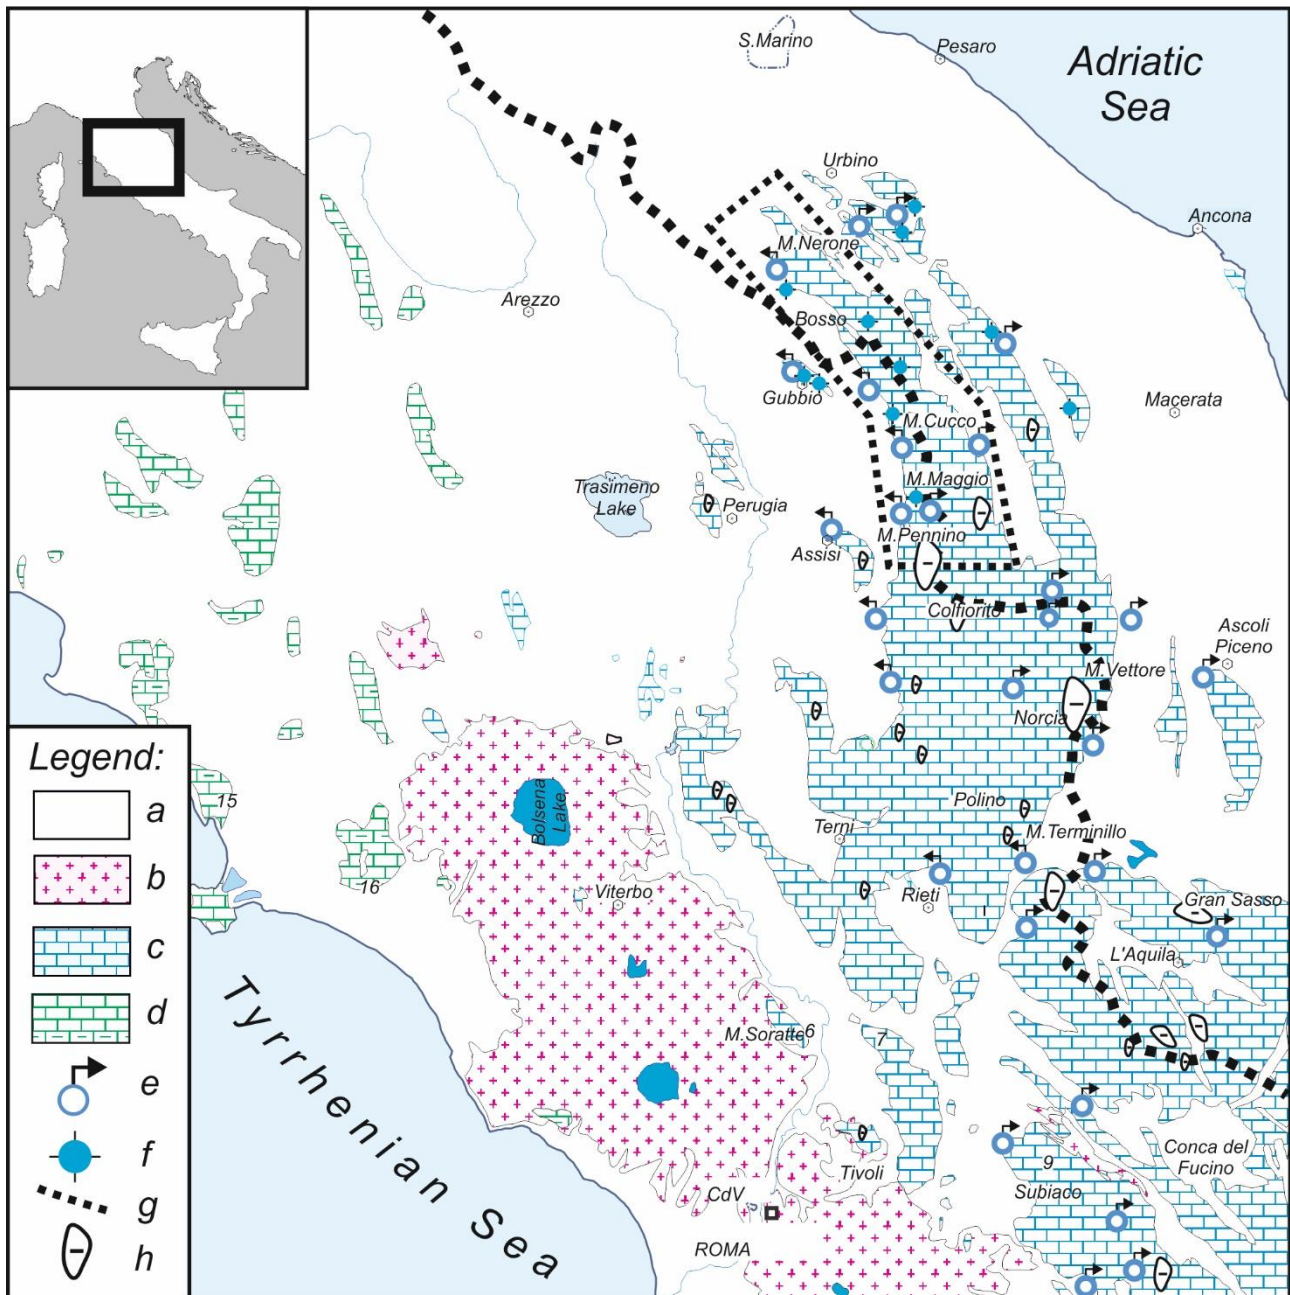 S.Marino
Pesaro
Adriatic
Sea
Urbino
Ancona
M.Nerone
Arezzo
Bosso
Gubbio
Macerata
M.Cucco
Trasimeno
Lake
M.Maggio
Perugia
M.Pennino
Assisi
Colfiorito
Ascoli
Piceno
M.Vettore
Norcia
Legend:
a
b
c
d
e
f
g
h
15
16
Bolsena
Lake
Polino
Terni
M.Terminillo
Viterbo
Rieti
Gran Sasso
L'Aquila
Tyrrhenian Sea
M.Soratte
6
7
9
Tivoli
Conca del
Fucino
Subiaco
CdV
ROMA